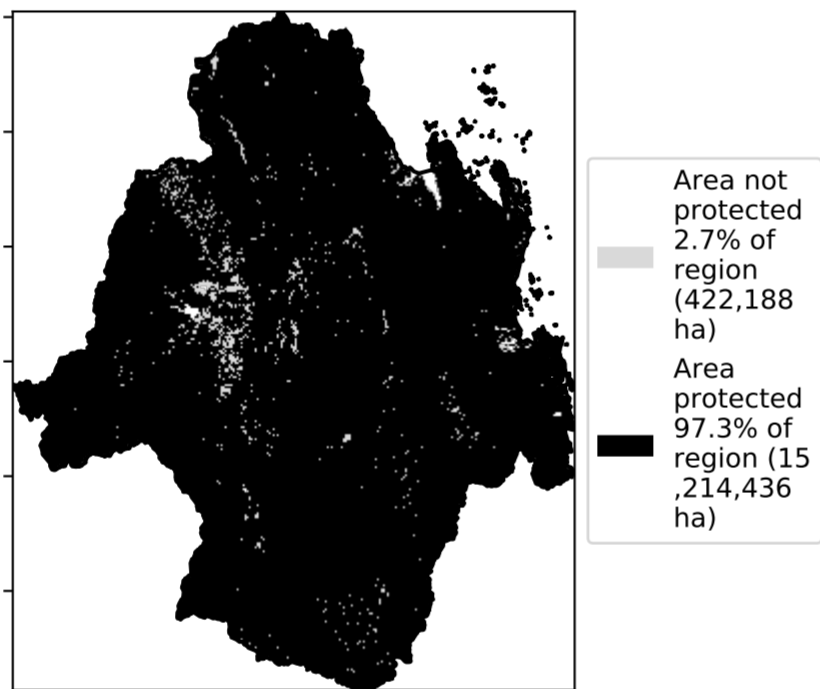 Area not
protected
2.7% of
region
(422,188
ha)
Area
protected
97.3% of
region (15
,214,436
ha)